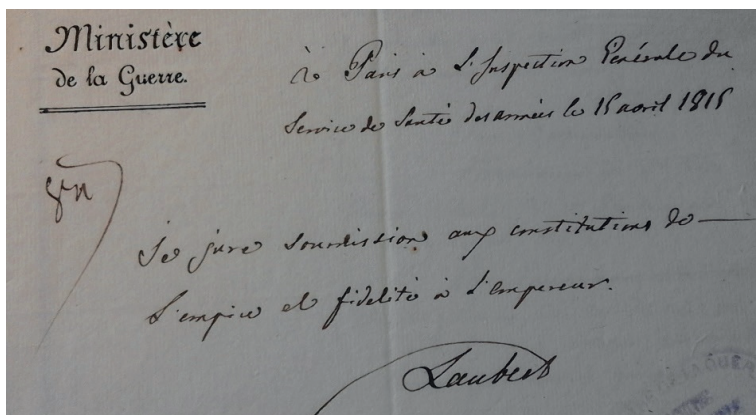 Ministère
de la Guerre.
à Paris à l'Inspection Générale du
Service de Santé des armées le 15 avril 1815
Je jure soumission aux constitutions de
l'empire et fidelité à l'empereur.
Laubert